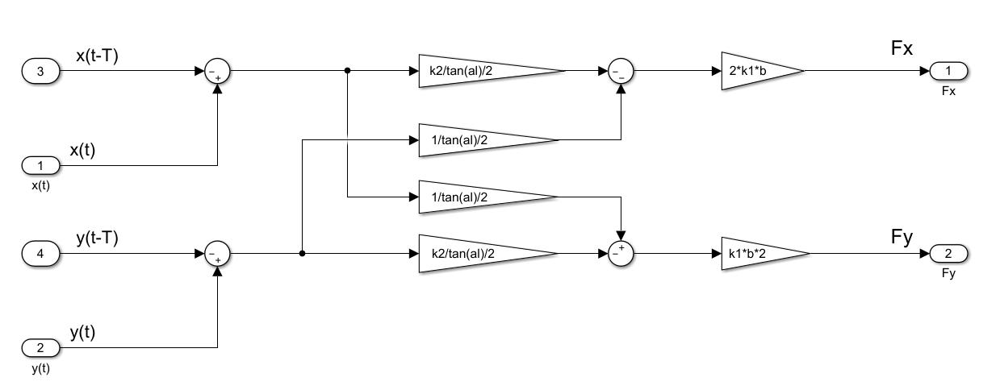 x(t-T)
3
−
+
k2/tan(al)/2
−
−
2*k1*b
Fx
1
Fx
x(t)
1
x(t)
1/tan(al)/2
1/tan(al)/2
y(t-T)
4
−
+
k2/tan(al)/2
+
−
k1*b*2
Fy
2
Fy
y(t)
2
y(t)